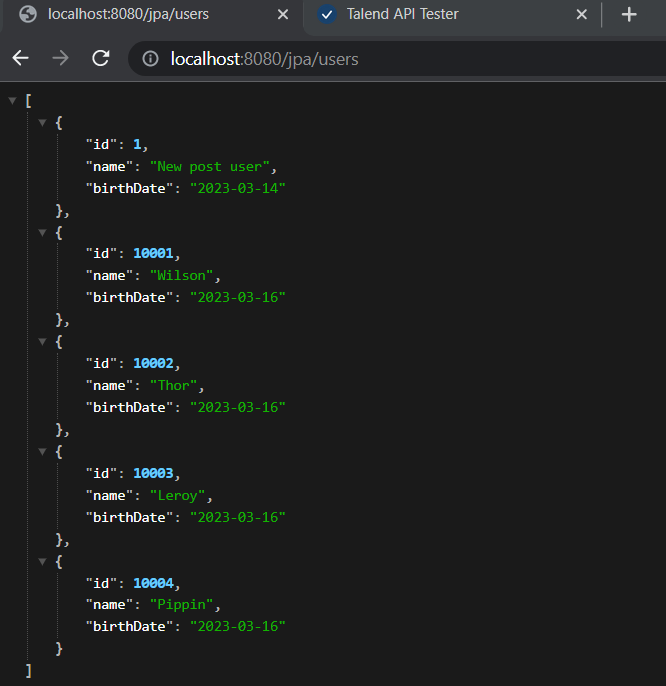 localhost:8080/jpa/users
Talend API Tester
localhost:8080/jpa/users
[
{
"id": 1,
"name": "New post user",
"birthDate": "2023-03-14"
},
{
"id": 10001,
"name": "Wilson",
"birthDate": "2023-03-16"
},
{
"id": 10002,
"name": "Thor",
"birthDate": "2023-03-16"
},
{
"id": 10003,
"name": "Leroy",
"birthDate": "2023-03-16"
},
{
"id": 10004,
"name": "Pippin",
"birthDate": "2023-03-16"
}
]